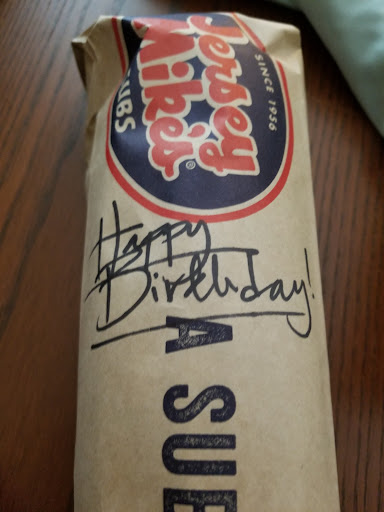 Jersey
Mike's®
SUBS
SINCE 1956
Happy
Birthday!
A SUB